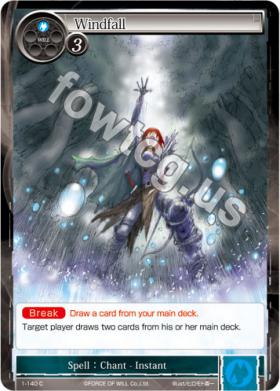 Windfall
WILL
3
fowtcg.us
Break Draw a card from your main deck.
Target player draws two cards from his or her main deck.
Spell : Chant - Instant
1-140 C
©FORCE OF WILL Co.,Ltd.